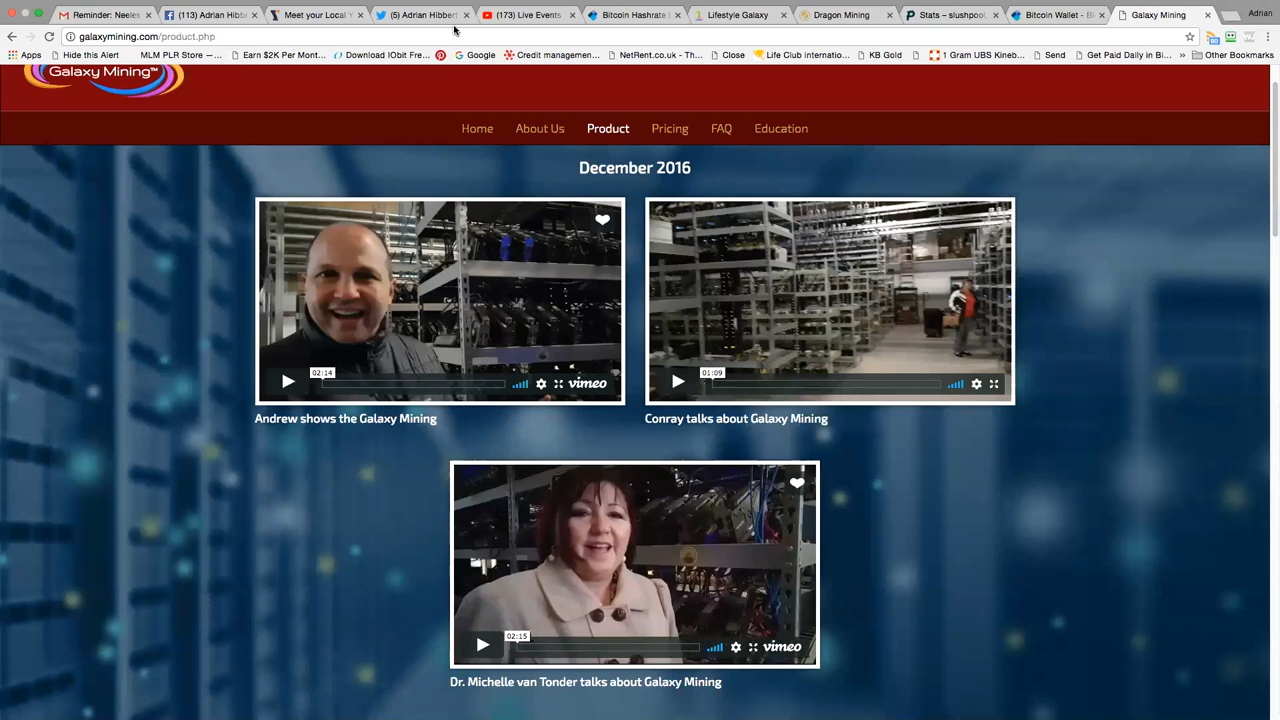 Reminder: Neeles
(113) Adrian Hibbe
Meet your Local Y
(5) Adrian Hibbert
(173) Live Events
Bitcoin Hashrate
Lifestyle Galaxy
Dragon Mining
Stats – slushpool.
Bitcoin Wallet - Bi
Galaxy Mining
Adrian
galaxymining.com/product.php
Apps
Hide this Alert
MLM PLR Store —...
Earn $2K Per Mont...
Download IObit Fre...
Google
Credit managemen...
NetRent.co.uk - Th...
Close
Life Club internatio...
KB Gold
1 Gram UBS Kineb...
Send
Get Paid Daily in Bi...
»
Other Bookmarks
Galaxy Mining™
Home
About Us
Product
Pricing
FAQ
Education
December 2016
02:14
vimeo
01:09
Andrew shows the Galaxy Mining
Conray talks about Galaxy Mining
02:15
vimeo
Dr. Michelle van Tonder talks about Galaxy Mining